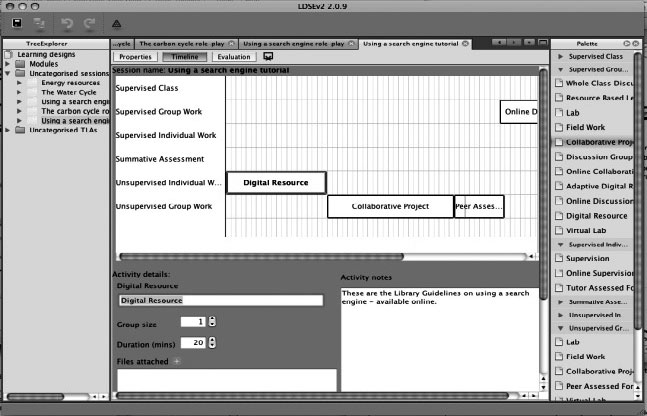 LDSEv2 2.0.9
TreeExplorer
...ycle
The carbon cycle role play
Using a search engine role play
Using a search engine tutorial
Palette
Learning designs
Modules
Uncategorised sessions
Energy resources
The Water Cycle
Using a search engin
The carbon cycle ro
Using a search engi
Uncategorised TLAs
Properties
Timeline
Evaluation
Session name: Using a search engine tutorial
Supervised Class
Supervised Group Work
Online D
Supervised Individual Work
Summative Assessment
Unsupervised Individual W...
Digital Resource
Unsupervised Group Work
Collaborative Project
Peer Asses...
Activity details:
Digital Resource
Digital Resource
Group size
1
Duration (mins)
20
Files attached +
Activity notes
These are the Library Guidelines on using a search
engine - available online.
Supervised Class
Supervised Grou...
Whole Class Discu
Resource Based Le
Lab
Field Work
Collaborative Proje
Discussion Group
Online Collaborati
Adaptive Digital R
Online Discussion
Digital Resource
Virtual Lab
Supervised Indiv...
Supervision
Online Supervisio
Tutor Assessed Fo
Summative Asse...
Unsupervised In...
Unsupervised Gr...
Lab
Field Work
Collaborative Proje
Peer Assessed For
Virtual Lab